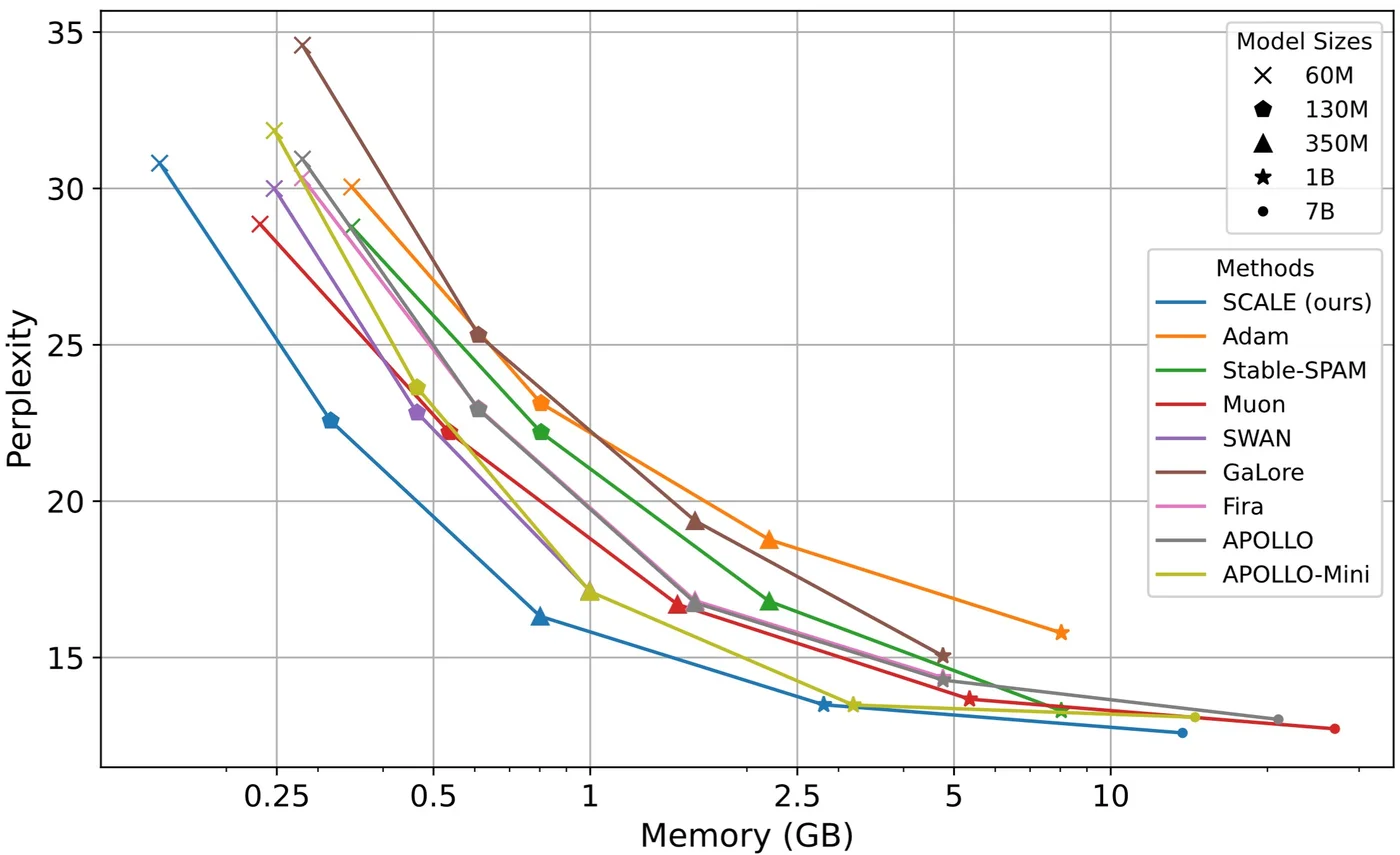 35
30
25
20
15
Perplexity
0.25 0.5 1 2.5 5 10
Memory (GB)
Model Sizes
60M
130M
350M
1B
7B
Methods
SCALE (ours)
Adam
Stable-SPAM
Muon
SWAN
GaLore
Fira
APOLLO
APOLLO-Mini